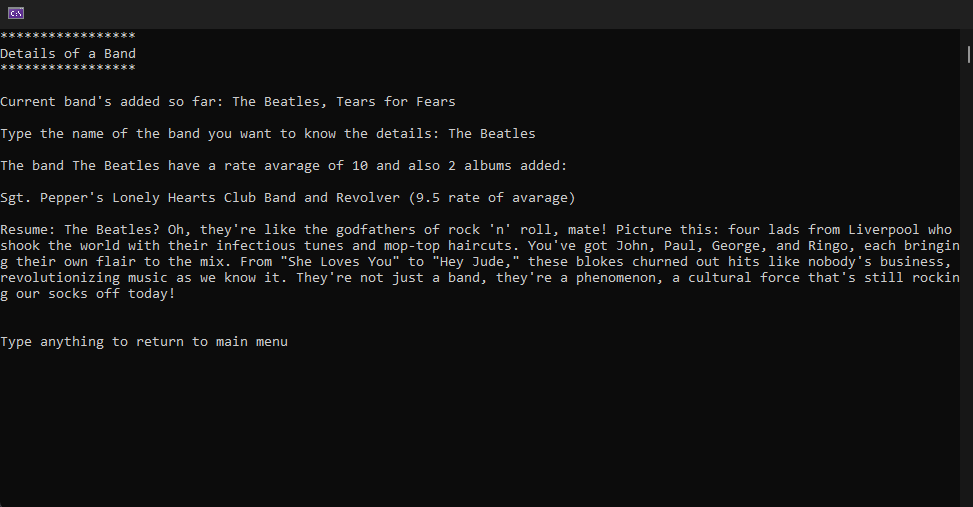 C:\
*****************
Details of a Band
*****************
Current band's added so far: The Beatles, Tears for Fears
Type the name of the band you want to know the details: The Beatles
The band The Beatles have a rate avarage of 10 and also 2 albums added:
Sgt. Pepper's Lonely Hearts Club Band and Revolver (9.5 rate of avarage)
Resume: The Beatles? Oh, they're like the godfathers of rock 'n' roll, mate! Picture this: four lads from Liverpool who
shook the world with their infectious tunes and mop-top haircuts. You've got John, Paul, George, and Ringo, each bringin
g their own flair to the mix. From "She Loves You" to "Hey Jude," these blokes churned out hits like nobody's business,
revolutionizing music as we know it. They're not just a band, they're a phenomenon, a cultural force that's still rockin
g our socks off today!
Type anything to return to main menu